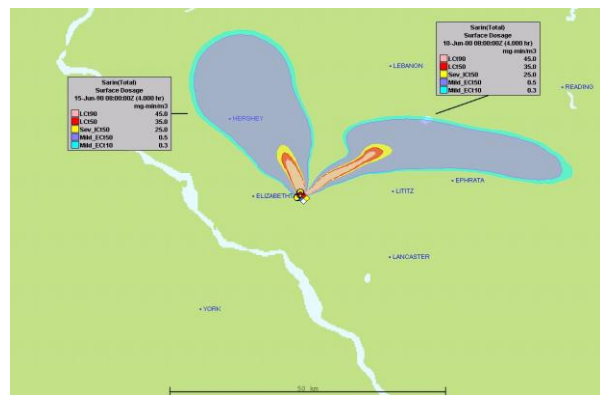 Sarin(Total)
Surface Dosage
10-Jun-00 08:00:00Z (4.000 hr)
mg-min/m3
LCt90 45.0
LCt50 35.0
Sev_ICt50 25.0
Mild_ECt50 0.5
Mild_ECt10 0.3
LEBANON
READING
Sarin(Total)
Surface Dosage
15-Jun-00 08:00:00Z (4.000 hr)
mg-min/m3
LCt90 45.0
LCt50 35.0
Sev_ICt50 25.0
Mild_ECt50 0.5
Mild_ECt10 0.3
HERSHEY
EPHRATA
ELIZABETHT
LITITZ
LANCASTER
YORK
50 km